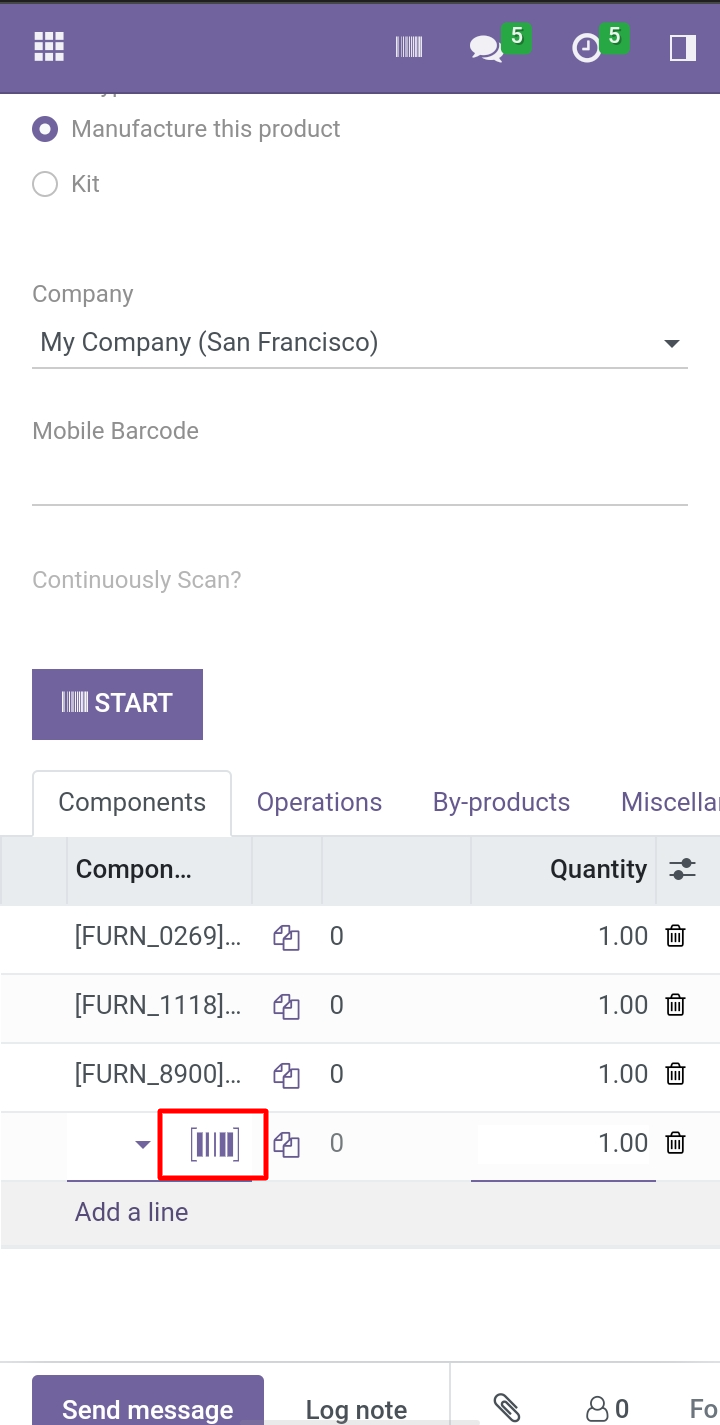 5 5
Manufacture this product
Kit
Company
My Company (San Francisco)
Mobile Barcode
Continuously Scan?
START
Components Operations By-products
Compon... Quantity
[FURN_0269]... 0 1.00
[FURN_1118]... 0 1.00
[FURN_8900]... 0 1.00
0 1.00
Add a line
Send message Log note 0